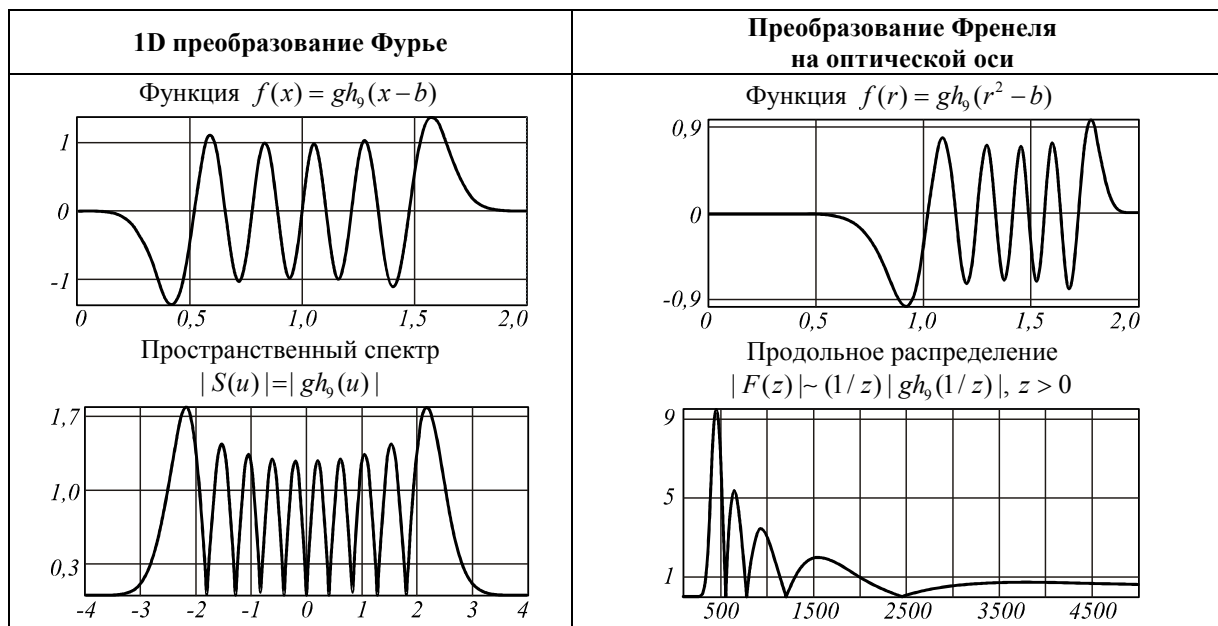 1D преобразование Фурье
Преобразование Френеля
на оптической оси
Функция f(x) = gh₉(x − b)
1
0
-1
0 0,5 1,0 1,5 2,0
Пространственный спектр
| S(u) |=| gh₉(u) |
1,7
1,0
0,3
-4 -3 -2 -1 0 1 2 3 4
Функция f(r) = gh₉(r² − b)
0,9
0
-0,9
0 0,5 1,0 1,5 2,0
Продольное распределение
| F(z) |~ (1/ z) | gh₉(1/ z) |, z > 0
9
5
1
500 1500 2500 3500 4500